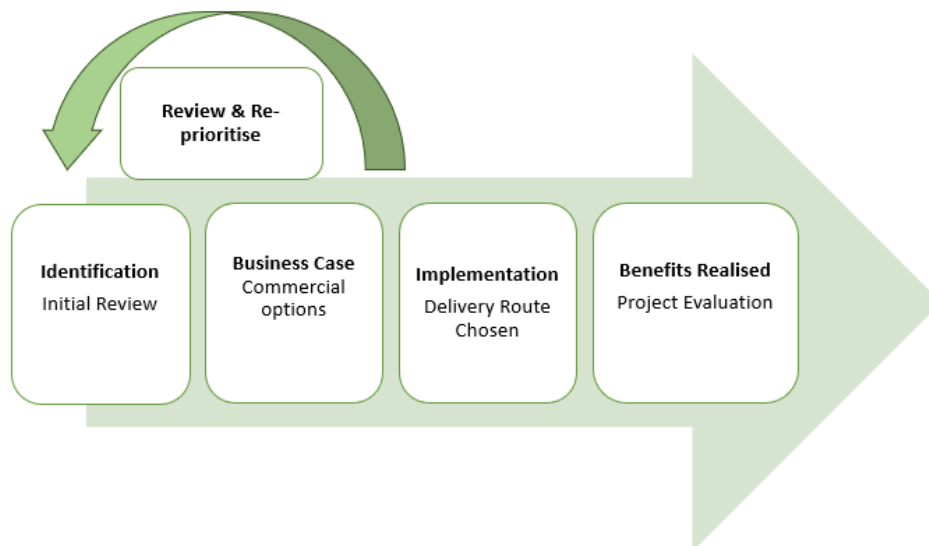 Review & Re-
prioritise
Identification
Initial Review
Business Case
Commercial
options
Implementation
Delivery Route
Chosen
Benefits Realised
Project Evaluation